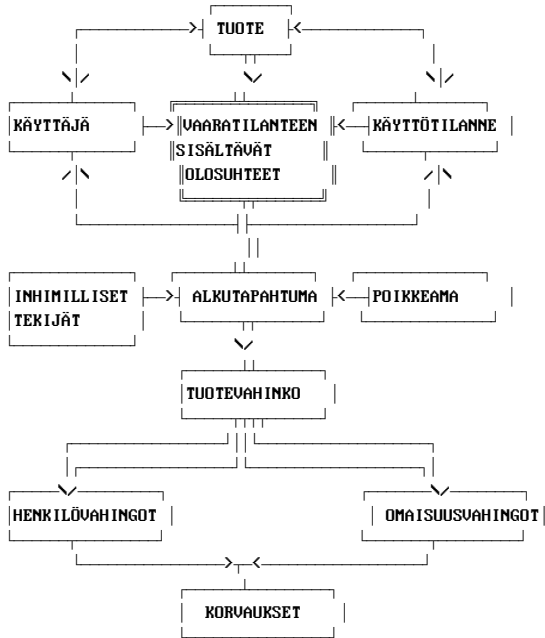 TUOTE
KÄYTTÄJÄ
VAARATILANTEEN
SISÄLTÄVÄT
OLOSUHTEET
KÄYTTÖTILANNE
INHIMILLISET
TEKIJÄT
ALKUTAPAHTUMA
POIKKEAMA
TUOTEVAHINKO
HENKILÖVAHINGOT
OMAISUUSVAHINGOT
KORVAUKSET